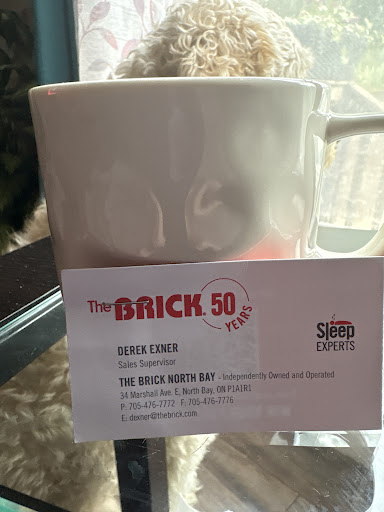 The BRICK. 50 YEARS
Sleep
EXPERTS
DEREK EXNER
Sales Supervisor
THE BRICK NORTH BAY - Independently Owned and Operated
34 Marshall Ave. E, North Bay, ON P1A1R1
P: 705-476-7772 F: 705-476-7776
E: dexner@thebrick.com